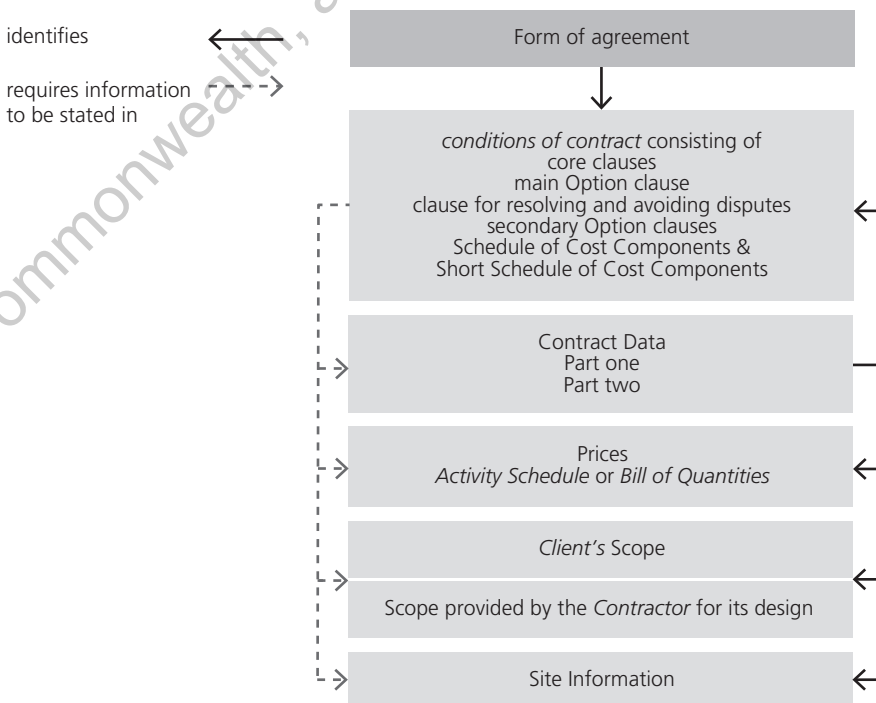 identifies
requires information
to be stated in
Form of agreement
conditions of contract consisting of
core clauses
main Option clause
clause for resolving and avoiding disputes
secondary Option clauses
Schedule of Cost Components &
Short Schedule of Cost Components
Contract Data
Part one
Part two
Prices
Activity Schedule or Bill of Quantities
Client's Scope
Scope provided by the Contractor for its design
Site Information
ommonwealth, a